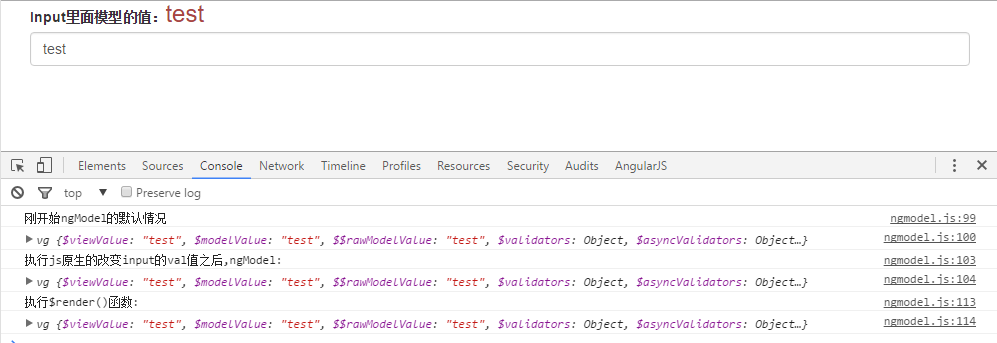 Input里面模型的值：test
test
Elements Sources Console Network Timeline Profiles Resources Security Audits AngularJS
top Preserve log
刚开始ngModel的默认情况 ngmodel.js:99
vg {$viewValue: "test", $modelValue: "test", $$rawModelValue: "test", $validators: Object, $asyncValidators: Object…} ngmodel.js:100
执行js原生的改变input的val值之后,ngModel: ngmodel.js:103
vg {$viewValue: "test", $modelValue: "test", $$rawModelValue: "test", $validators: Object, $asyncValidators: Object…} ngmodel.js:104
执行$render()函数: ngmodel.js:113
vg {$viewValue: "test", $modelValue: "test", $$rawModelValue: "test", $validators: Object, $asyncValidators: Object…} ngmodel.js:114